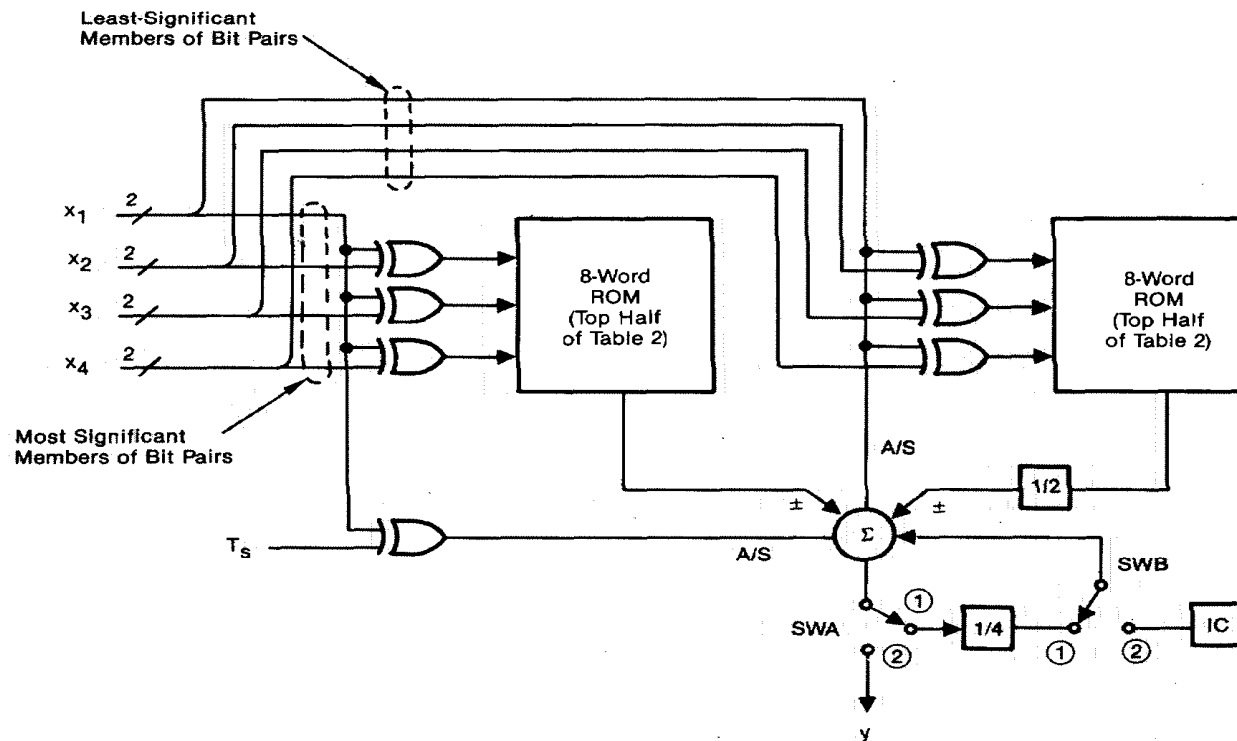 Least-Significant
Members of Bit Pairs
x1
2
x2
2
x3
2
x4
2
8-Word
ROM
(Top Half
of Table 2)
8-Word
ROM
(Top Half
of Table 2)
Most Significant
Members of Bit Pairs
A/S
1/2
±
±
Σ
Ts
A/S
SWB
SWA
①
1/4
①
②
IC
②
y